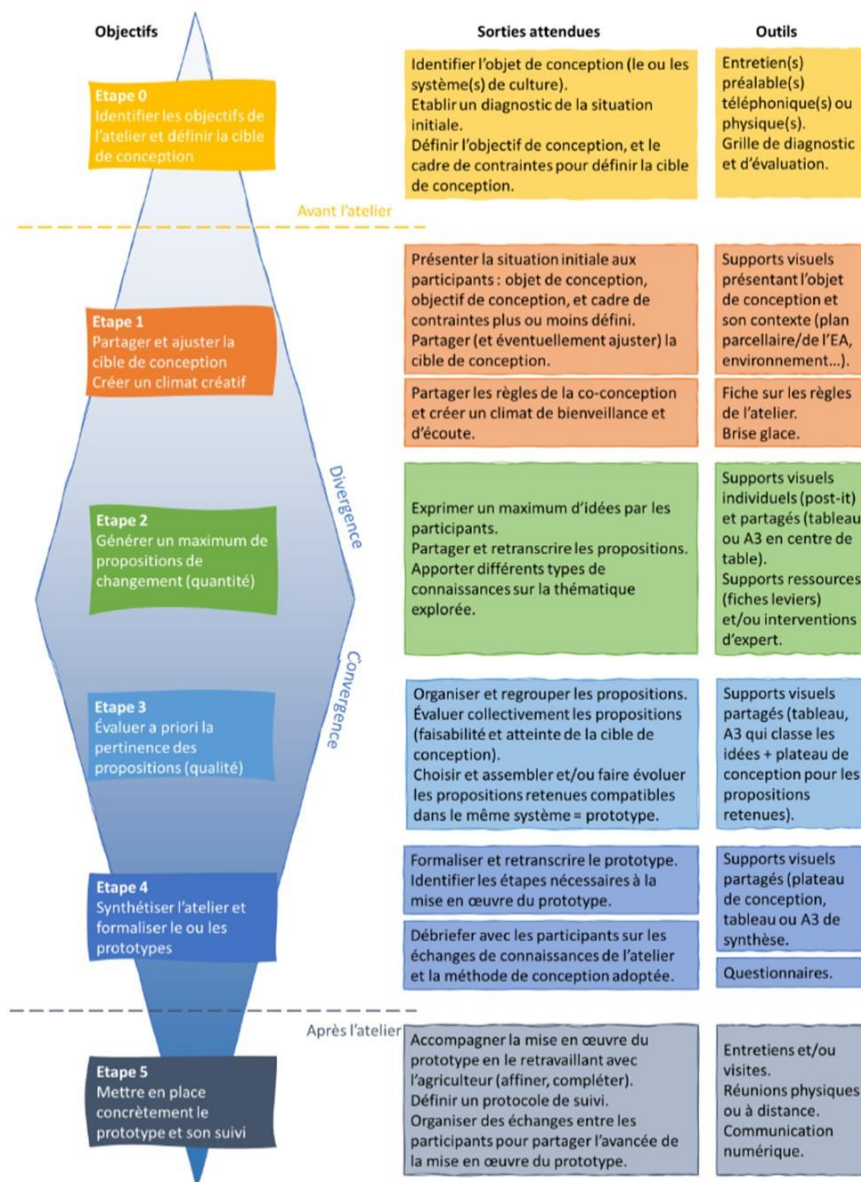 Objectifs
Sorties attendues
Outils
Etape 0
Identifier les objectifs de
l'atelier et définir la cible
de conception
Identifier l'objet de conception (le ou les
système(s) de culture).
Etablir un diagnostic de la situation
initiale.
Définir l'objectif de conception, et le
cadre de contraintes pour définir la cible
de conception.
Entretien(s)
préalable(s)
téléphonique(s) ou
physique(s).
Grille de diagnostic
et d'évaluation.
Avant l'atelier
Etape 1
Partager et ajuster la
cible de conception
Créer un climat créatif
Présenter la situation initiale aux
participants : objet de conception,
objectif de conception, et cadre de
contraintes plus ou moins défini.
Partager (et éventuellement ajuster) la
cible de conception.
Supports visuels
présentant l'objet
de conception et
son contexte (plan
parcellaire/de l'EA,
environnement...).
Partager les règles de la co-conception
et créer un climat de bienveillance et
d'écoute.
Fiche sur les règles
de l'atelier.
Brise glace.
Divergence
Etape 2
Générer un maximum de
propositions de
changement (quantité)
Exprimer un maximum d'idées par les
participants.
Partager et retranscrire les propositions.
Apporter différents types de
connaissances sur la thématique
explorée.
Supports visuels
individuels (post-it)
et partagés (tableau
ou A3 en centre de
table).
Supports ressources
(fiches leviers)
et/ou interventions
d'expert.
Convergence
Etape 3
Évaluer a priori la
pertinence des
propositions (qualité)
Organiser et regrouper les propositions.
Évaluer collectivement les propositions
(faisabilité et atteinte de la cible de
conception).
Choisir et assembler et/ou faire évoluer
les propositions retenues compatibles
dans le même système = prototype.
Supports visuels
partagés (tableau,
A3 qui classe les
idées + plateau de
conception pour les
propositions
retenues).
Etape 4
Synthétiser l'atelier et
formaliser le ou les
prototypes
Formaliser et retranscrire le prototype.
Identifier les étapes nécessaires à la
mise en œuvre du prototype.
Supports visuels
partagés (plateau
de conception,
tableau ou A3 de
synthèse.
Débriefer avec les participants sur les
échanges de connaissances de l'atelier
et la méthode de conception adoptée.
Questionnaires.
Après l'atelier
Etape 5
Mettre en place
concrètement le
prototype et son suivi
Accompagner la mise en œuvre du
prototype en le retravaillant avec
l'agriculteur (affiner, compléter).
Définir un protocole de suivi.
Organiser des échanges entre les
participants pour partager l'avancée de
la mise en œuvre du prototype.
Entretiens et/ou
visites.
Réunions physiques
ou à distance.
Communication
numérique.